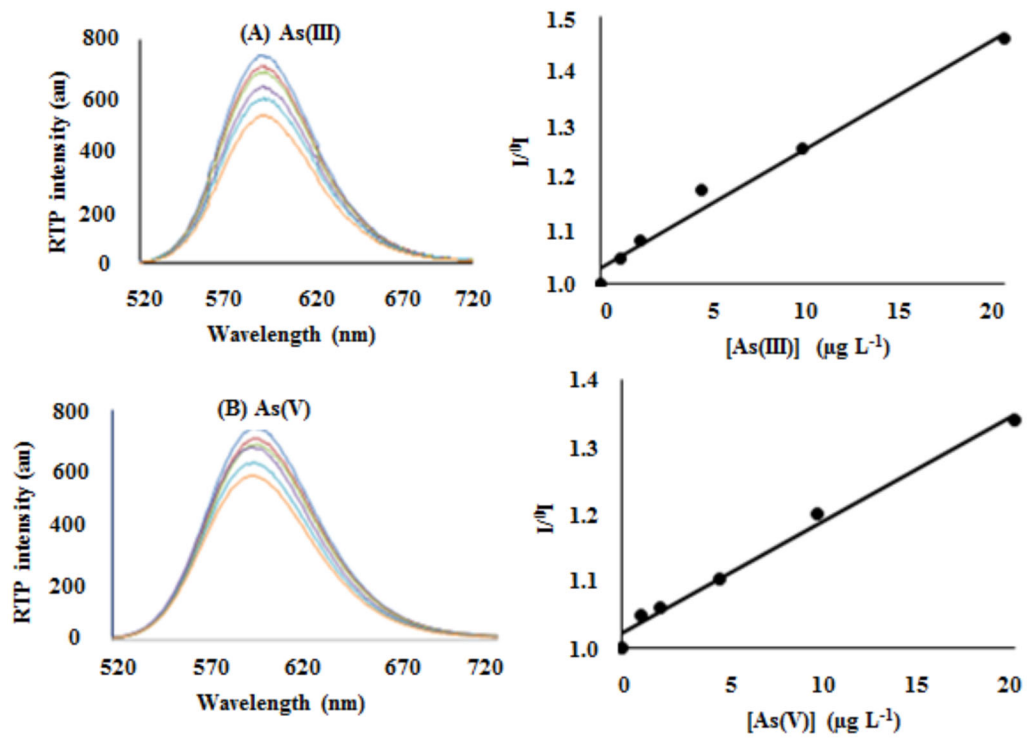 (A) As(III)
RTP intensity (au)
800
600
400
200
0
520 570 620 670 720
Wavelength (nm)
I/⁰I
1.5
1.4
1.3
1.2
1.1
1.0
0 5 10 15 20
[As(III)] (µg L⁻¹)
(B) As(V)
RTP intensity (au)
800
600
400
200
0
520 570 620 670 720
Wavelength (nm)
I/⁰I
1.4
1.3
1.2
1.1
1.0
0 5 10 15 20
[As(V)] (µg L⁻¹)